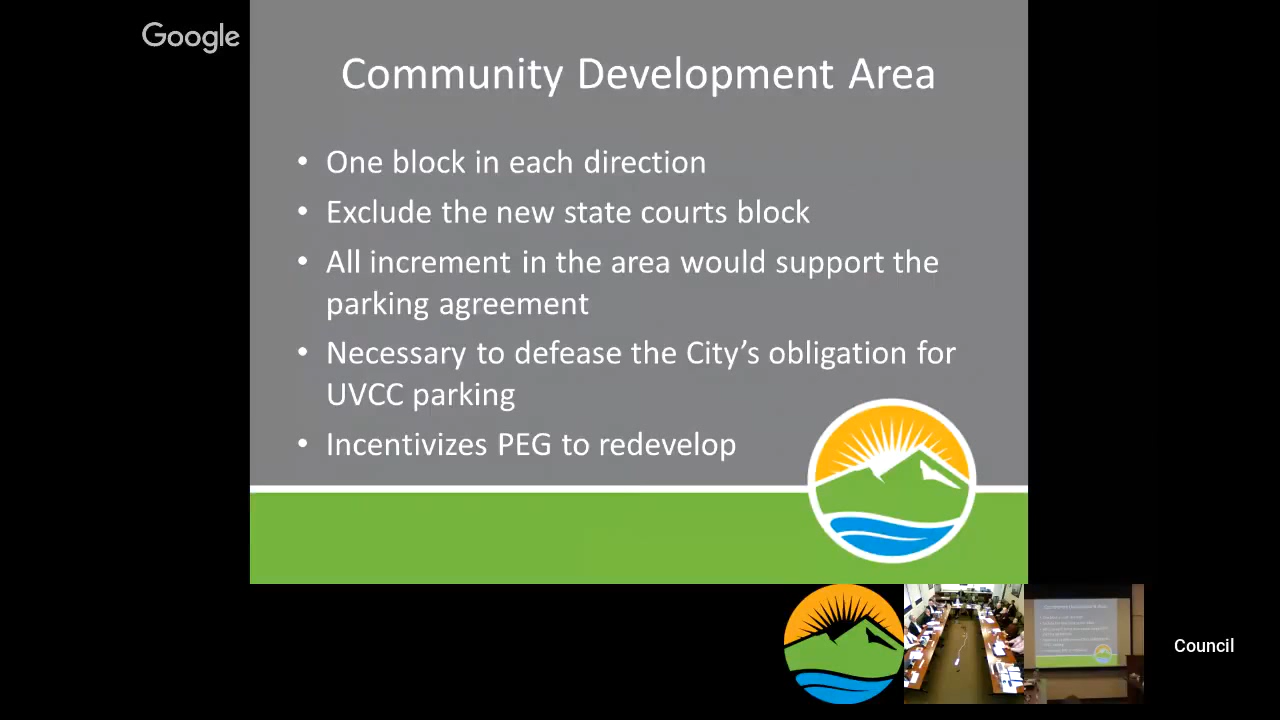 Google
Community Development Area
• One block in each direction
• Exclude the new state courts block
• All increment in the area would support the
parking agreement
• Necessary to defease the City's obligation for
UVCC parking
• Incentivizes PEG to redevelop
Council